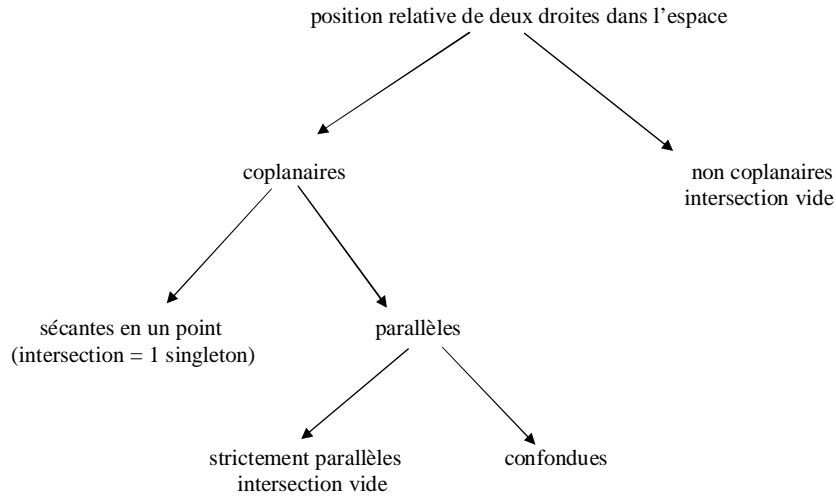 position relative de deux droites dans l'espace
coplanaires
non coplanaires
intersection vide
sécantes en un point
(intersection = 1 singleton)
parallèles
strictement parallèles
intersection vide
confondues